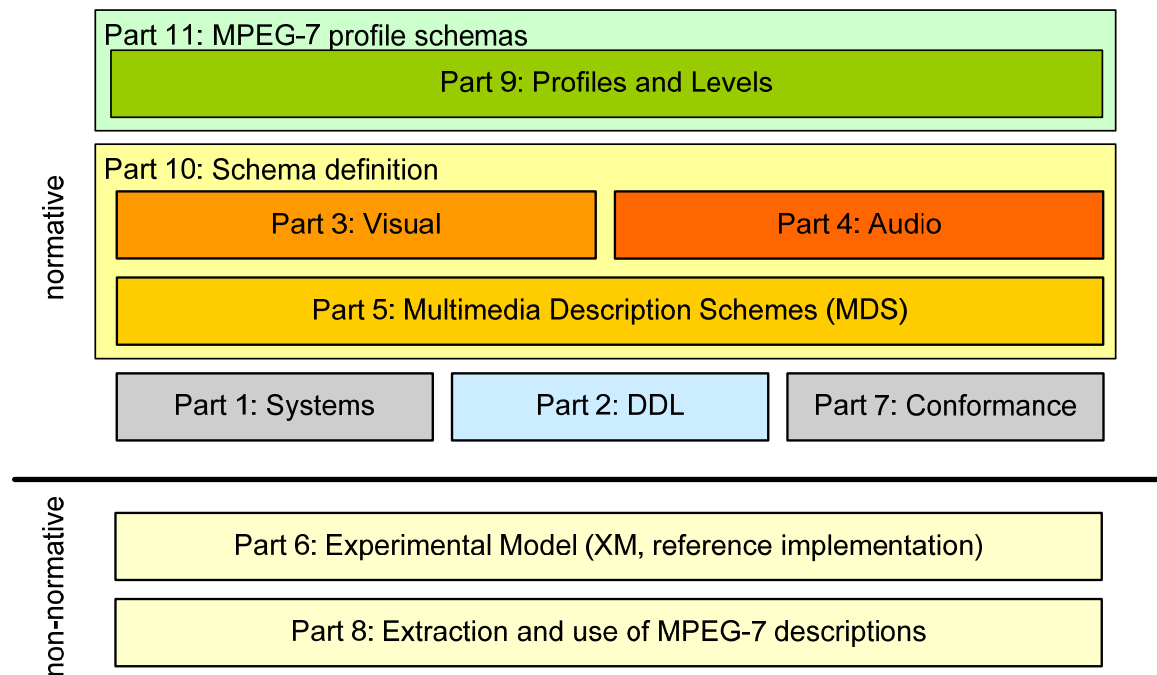 Part 11: MPEG-7 profile schemas
Part 9: Profiles and Levels
normative
Part 10: Schema definition
Part 3: Visual
Part 4: Audio
Part 5: Multimedia Description Schemes (MDS)
Part 1: Systems
Part 2: DDL
Part 7: Conformance
non-normative
Part 6: Experimental Model (XM, reference implementation)
Part 8: Extraction and use of MPEG-7 descriptions